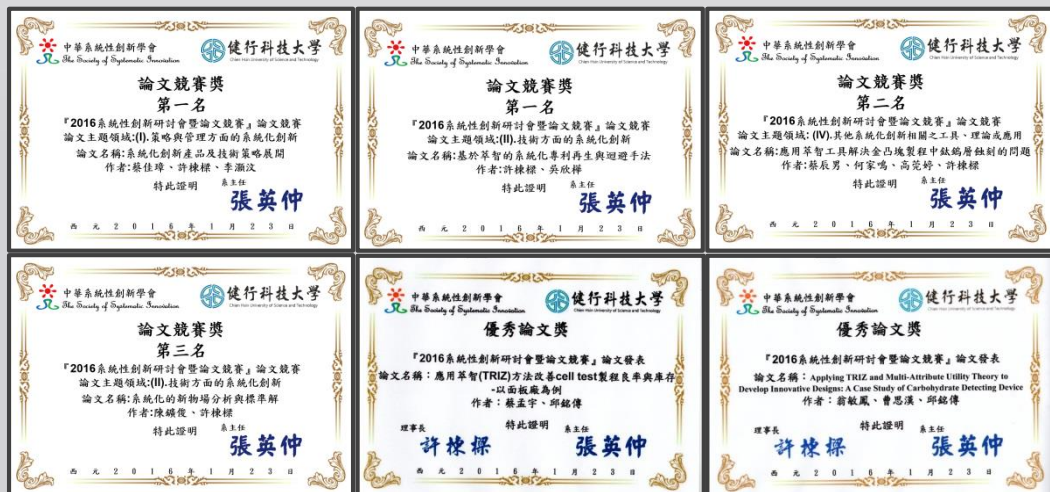 中華系統性創新學會
The Society of Systematic Innovation
健行科技大學
Chien Hsin University of Science and Technology
論文競賽獎
第一名
『2016系統性創新研討會暨論文競賽』論文競賽
論文主題領域:(I).策略與管理方面的系統化創新
論文名稱:系統化創新產品及技術策略展開
作者:蔡佳璋、許棟樑、李灝汶
特此證明
系主任
張英仲
西元2016年1月23日
中華系統性創新學會
The Society of Systematic Innovation
健行科技大學
Chien Hsin University of Science and Technology
論文競賽獎
第一名
『2016系統性創新研討會暨論文競賽』論文競賽
論文主題領域:(II).技術方面的系統化創新
論文名稱:基於萃智的系統化專利再生與迴避手法
作者:許棟樑、吳欣樺
特此證明
系主任
張英仲
西元2016年1月23日
中華系統性創新學會
The Society of Systematic Innovation
健行科技大學
Chien Hsin University of Science and Technology
論文競賽獎
第二名
『2016系統性創新研討會暨論文競賽』論文競賽
論文主題領域: (IV).其他系統化創新相關之工具、理論或應用
論文名稱:應用萃智工具解決金凸塊製程中鈦鎢層蝕刻的問題
作者:蔡辰男、何家鳴、高莞婷、許棟樑
特此證明
系主任
張英仲
西元2016年1月23日
中華系統性創新學會
The Society of Systematic Innovation
健行科技大學
Chien Hsin University of Science and Technology
論文競賽獎
第三名
『2016系統性創新研討會暨論文競賽』論文競賽
論文主題領域:(II).技術方面的系統化創新
論文名稱:系統化的新物場分析與標準解
作者:陳鑛俊、許棟樑
特此證明
系主任
張英仲
西元2016年1月23日
中華系統性創新學會
The Society of Systematic Innovation
健行科技大學
Chien Hsin University of Science and Technology
優秀論文獎
『2016系統性創新研討會暨論文競賽』論文發表
論文名稱：應用萃智(TRIZ)方法改善cell test製程良率與庫存
-以面板廠為例
作者：蔡孟宇、邱銘傳
特此證明
理事長
許棟樑
系主任
張英仲
西元2016年1月23日
中華系統性創新學會
The Society of Systematic Innovation
健行科技大學
Chien Hsin University of Science and Technology
優秀論文獎
『2016系統性創新研討會暨論文競賽』論文發表
論文名稱：Applying TRIZ and Multi-Attribute Utility Theory to
Develop Innovative Designs: A Case Study of Carbohydrate Detecting Device
作者：翁敏鳳、曹思漢、邱銘傳
特此證明
理事長
許棟樑
系主任
張英仲
西元2016年1月23日